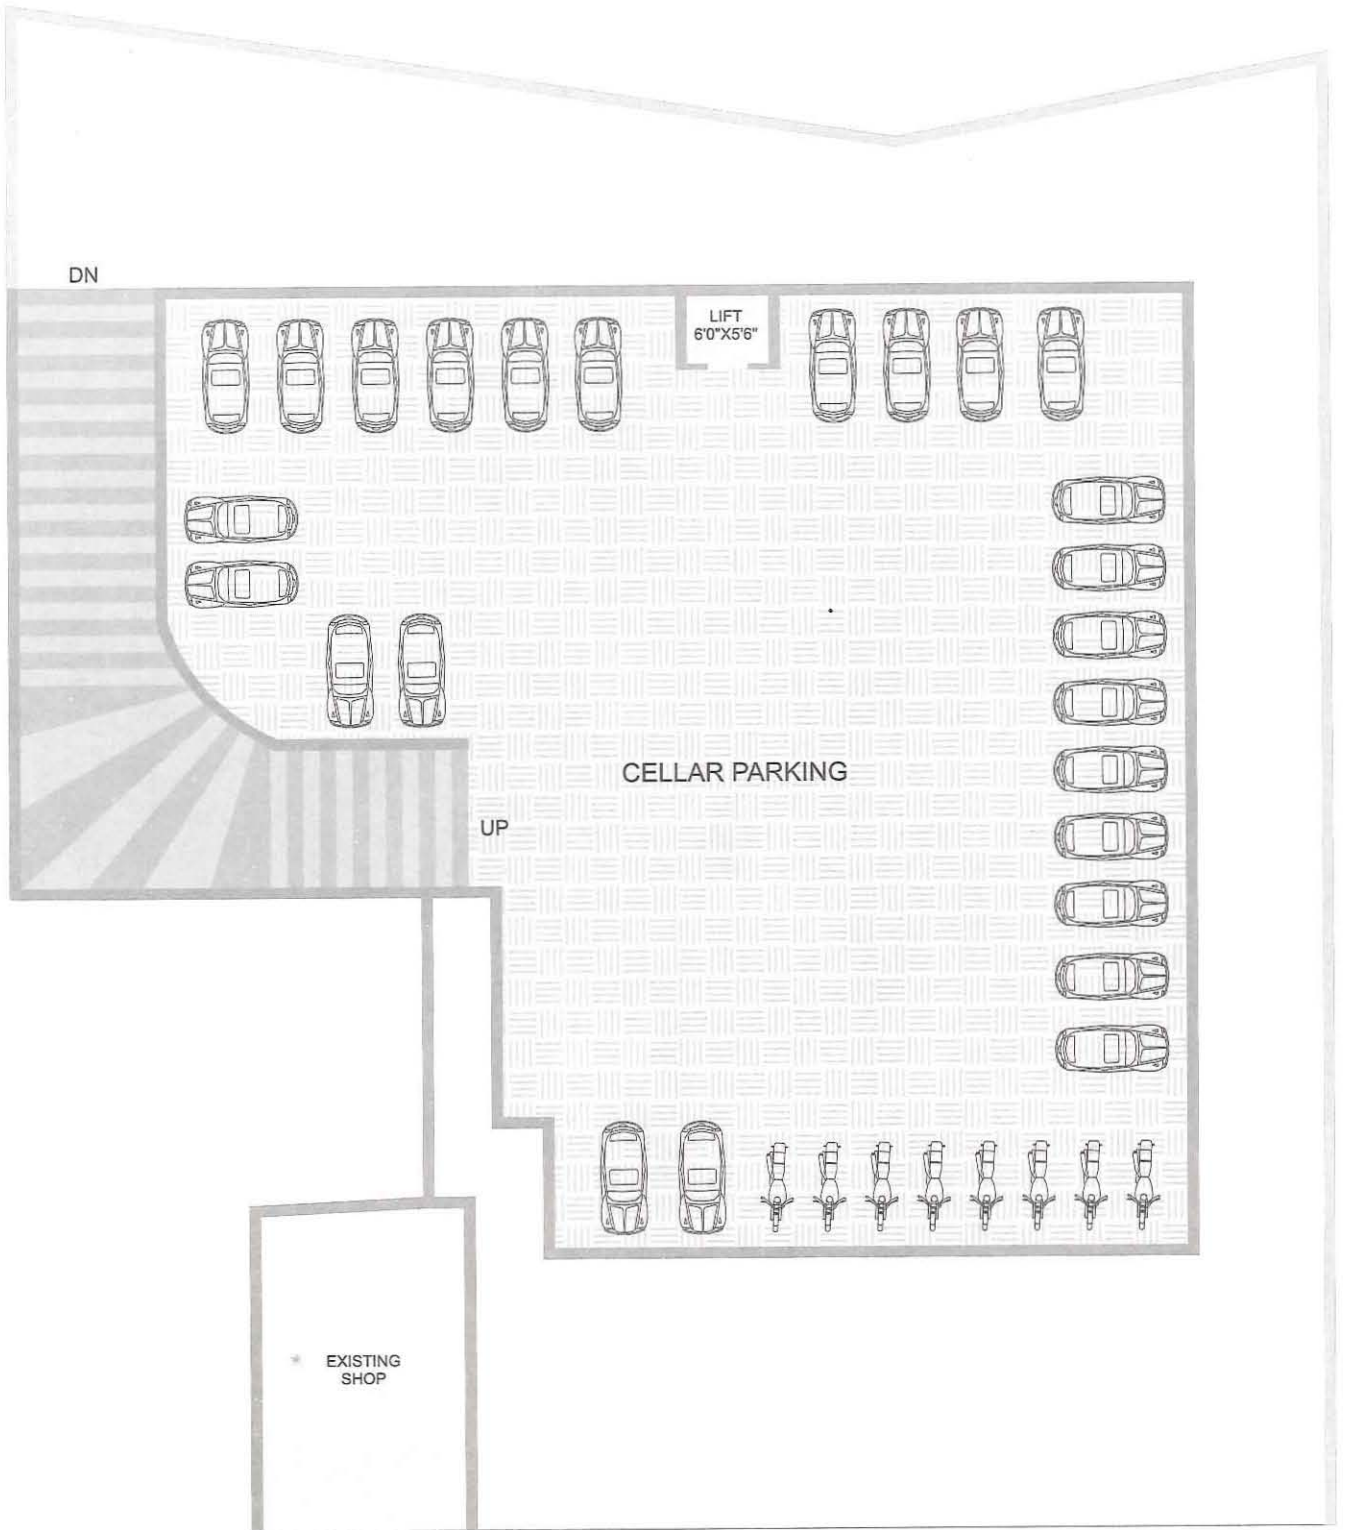 DN
LIFT
6'0"X5'6"
CELLAR PARKING
UP
EXISTING
SHOP